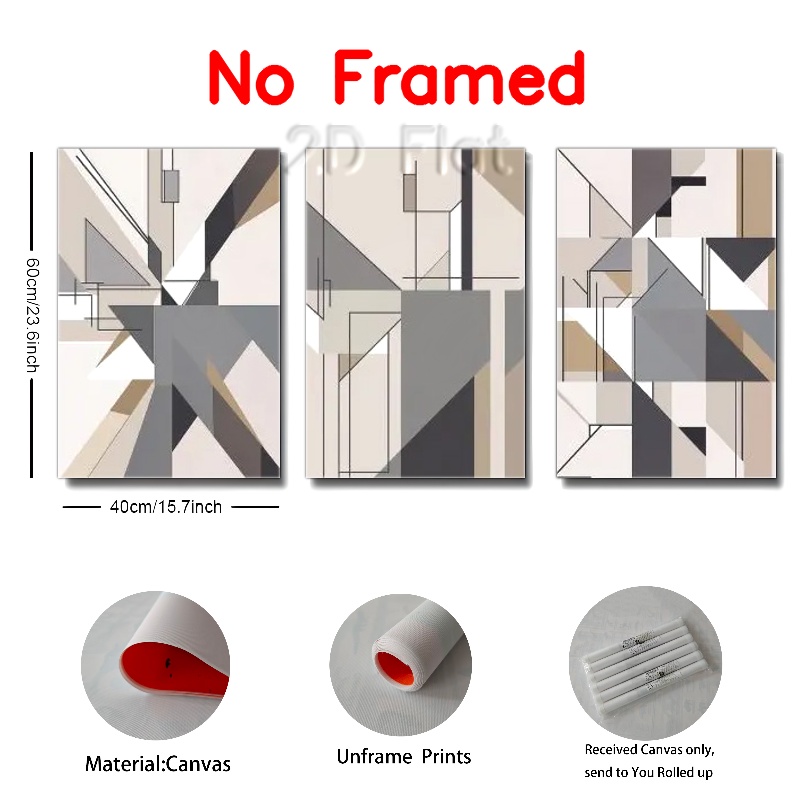 No Framed
2D Flat
60cm/23.6inch
40cm/15.7inch
Material:Canvas
Unframe Prints
Received Canvas only,
send to You Rolled up